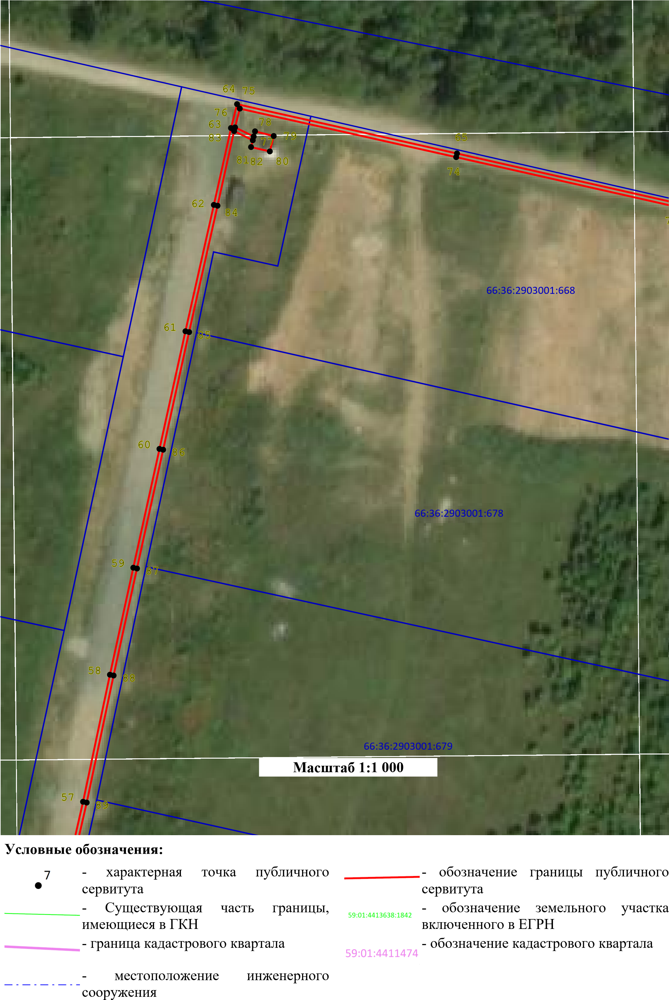 64 75
76
63
78
83
79
77
65
81
82
80
74
62
84
7
66:36:2903001:668
61
85
60
86
66:36:2903001:678
59
87
58
88
66:36:2903001:679
Масштаб 1:1 000
57
89
Условные обозначения:
7
- характерная точка публичного
сервитута
- обозначение границы публичного
сервитута
- Существующая часть границы,
имеющиеся в ГКН
59:01:4413638:1842
- обозначение земельного участка
включенного в ЕГРН
- граница кадастрового квартала
59:01:4411474
- обозначение кадастрового квартала
- местоположение инженерного
сооружения